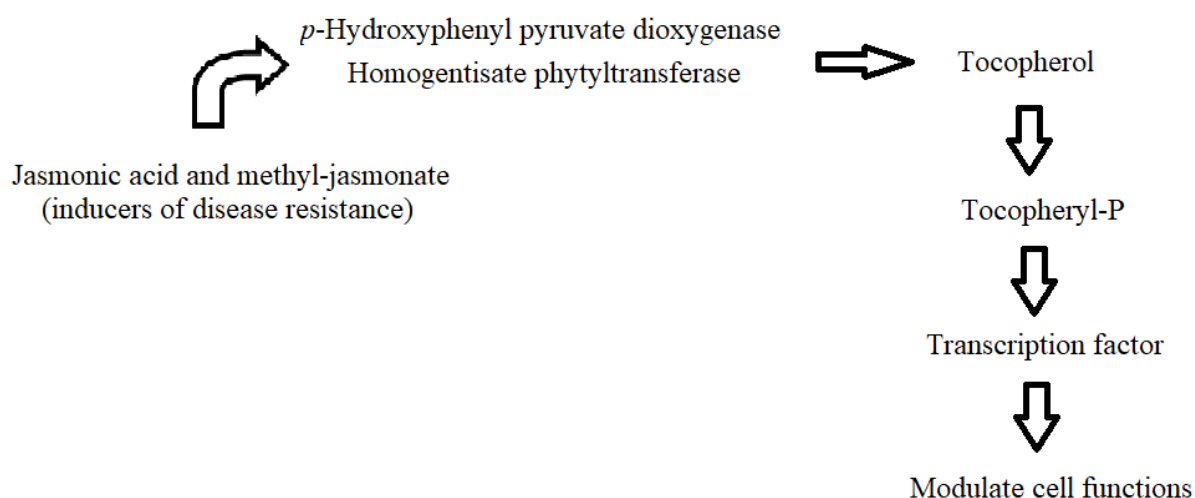 p-Hydroxyphenyl pyruvate dioxygenase
Homogentisate phytyltransferase
Tocopherol
Jasmonic acid and methyl-jasmonate
(inducers of disease resistance)
Tocopheryl-P
Transcription factor
Modulate cell functions